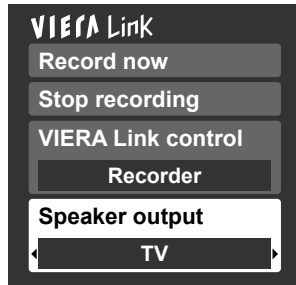 VIERA Link
Record now
Stop recording
VIERA Link control
Recorder
Speaker output
TV